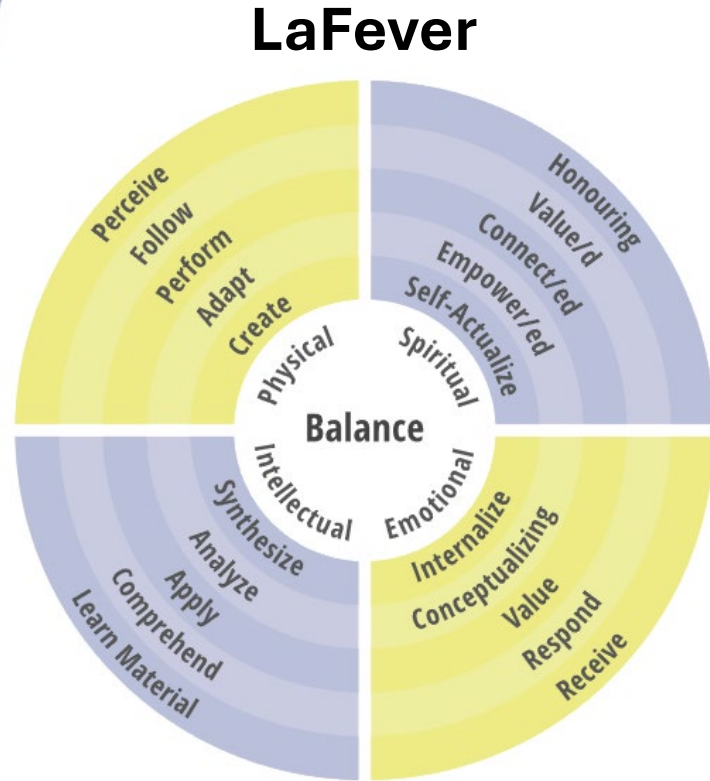 LaFever
Perceive
Follow
Perform
Adapt
Create
Physical
Honouring
Value/d
Connect/ed
Empower/ed
Self-Actualize
Spiritual
Balance
Intellectual
Synthesize
Analyze
Apply
Comprehend
Learn Material
Emotional
Internalize
Conceptualizing
Value
Respond
Receive